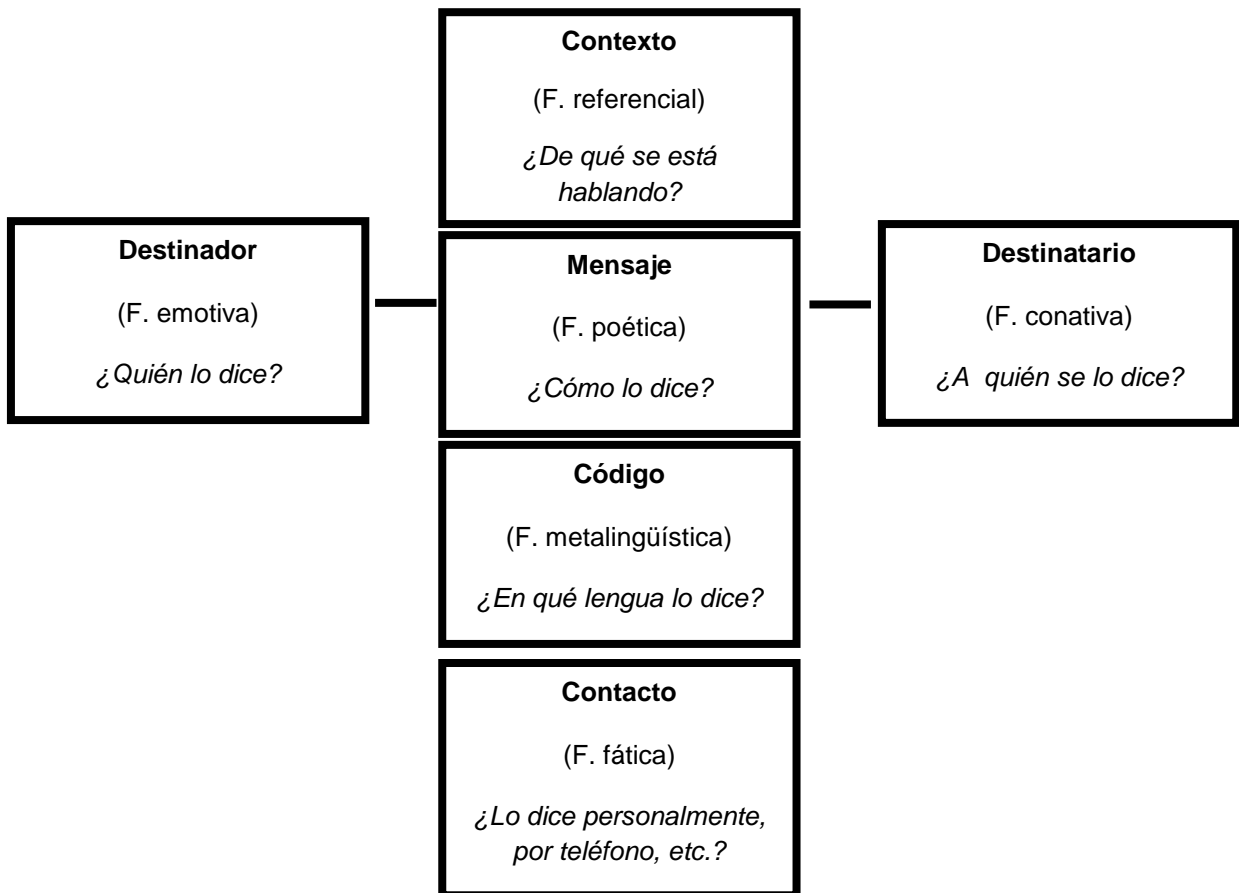 Contexto
(F. referencial)
¿De qué se está
hablando?
Destinador
(F. emotiva)
¿Quién lo dice?
Mensaje
(F. poética)
¿Cómo lo dice?
Destinatario
(F. conativa)
¿A quién se lo dice?
Código
(F. metalingüística)
¿En qué lengua lo dice?
Contacto
(F. fática)
¿Lo dice personalmente,
por teléfono, etc.?